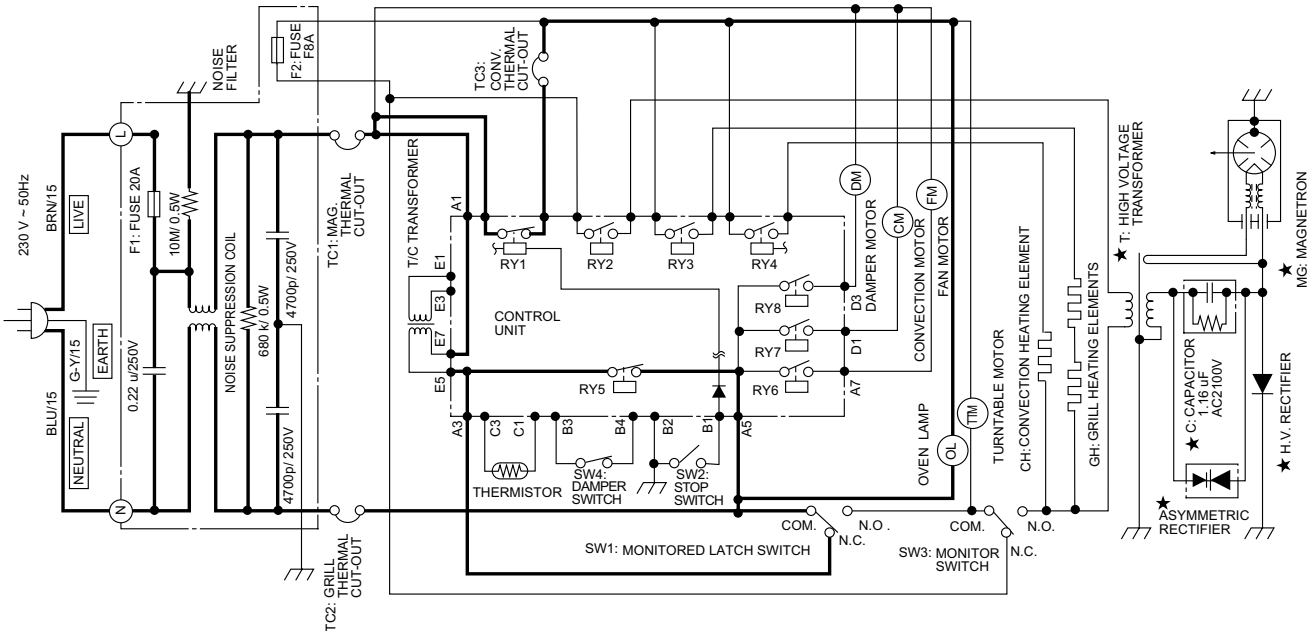 230 V ~ 50Hz
BRN/15
LIVE
L
F1: FUSE 20A
10M/ 0.5W
NOISE
FILTER
F2: FUSE
F8A
G-Y/15
EARTH
0.22 u/250V
NOISE SUPPRESSION COIL
680 k/ 0.5W
4700p/ 250V
4700p/ 250V
BLU/15
NEUTRAL
N
TC1: MAG.
THERMAL
CUT-OUT
TC2: GRILL
THERMAL
CUT-OUT
TC3: CONV.
THERMAL
CUT-OUT
T/C TRANSFORMER
A1
E1
E3
E7
E5
CONTROL
UNIT
RY1
RY2
RY3
RY4
RY5
RY8
RY7
RY6
D3
D1
A7
A3
C3
C1
B3
B4
B2
B1
A5
THERMISTOR
SW4:
DAMPER
SWITCH
SW2:
STOP
SWITCH
DM
CM
FM
DAMPER MOTOR
CONVECTION MOTOR
FAN MOTOR
OVEN LAMP
OL
TTM
TURNTABLE MOTOR
CH: CONVECTION HEATING ELEMENT
GH: GRILL HEATING ELEMENTS
COM.
N.O .
N.C.
SW1: MONITORED LATCH SWITCH
COM.
N.O.
N.C.
SW3: MONITOR
SWITCH
★ T: HIGH VOLTAGE
TRANSFORMER
★ C: CAPACITOR
1.16 uF
AC2100V
★ ASYMMETRIC
RECTIFIER
★ H.V. RECTIFIER
★ MG: MAGNETRON